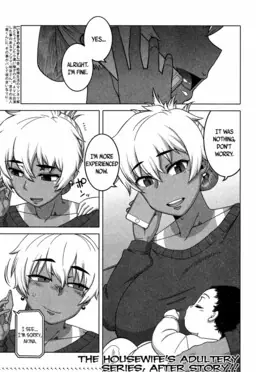 YES...
ALRIGHT.
I'M FINE.
IT WAS
NOTHING,
DON'T
WORRY.
I'M MORE
EXPERIENCED
NOW.
I SEE...
...I'M
SORRY,
AKINA.
THE HOUSEWIFE'S ADULTERY
SERIES, AFTER STORY!!